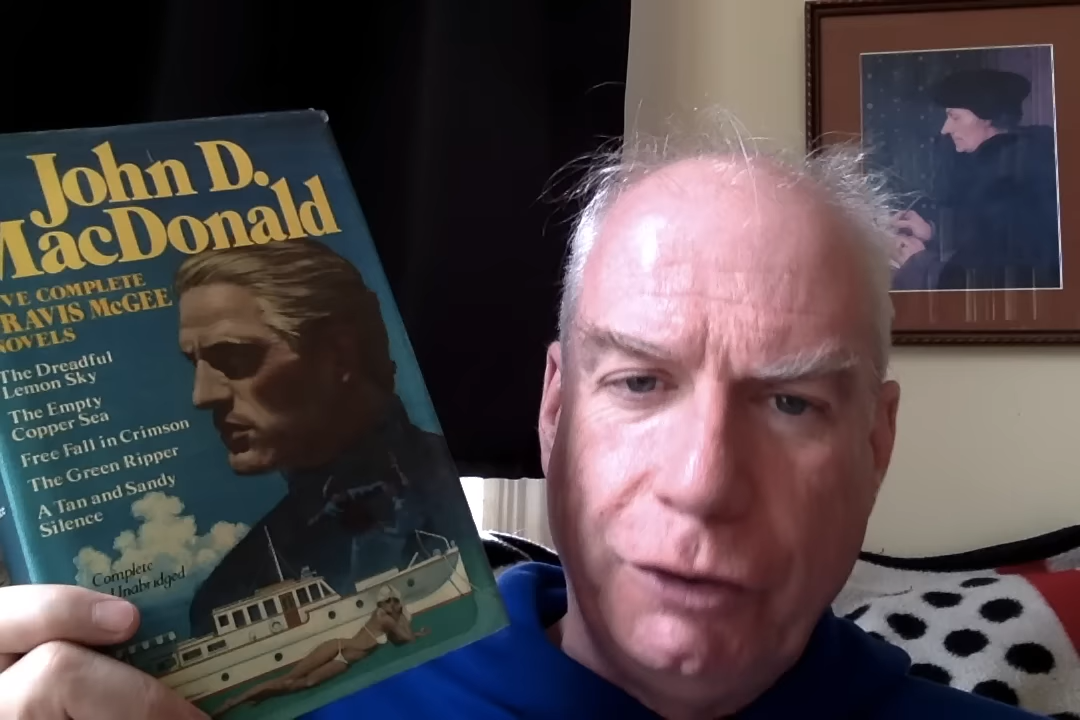 John D.
MacDonald
VE COMPLETE
RAVIS McGEE
NOVELS
The Dreadful
Lemon Sky
The Empty
Copper Sea
Free Fall in Crimson
The Green Ripper
A Tan and Sandy
Silence
Complete
Unabridged